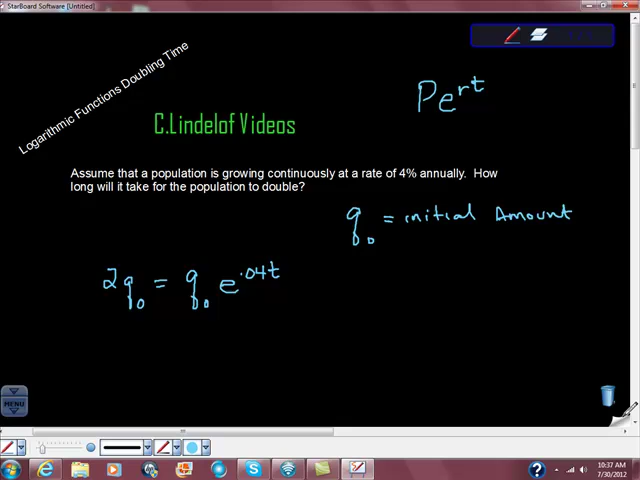 StarBoard Software [Untitled]
Logarithmic Functions Doubling Time
Pe^rt
C.Lindelof Videos
Assume that a population is growing continuously at a rate of 4% annually. How
long will it take for the population to double?
q₀ = initial Amount
2q₀ = q₀ e^.04t
MENU
10:37 AM
7/30/2012